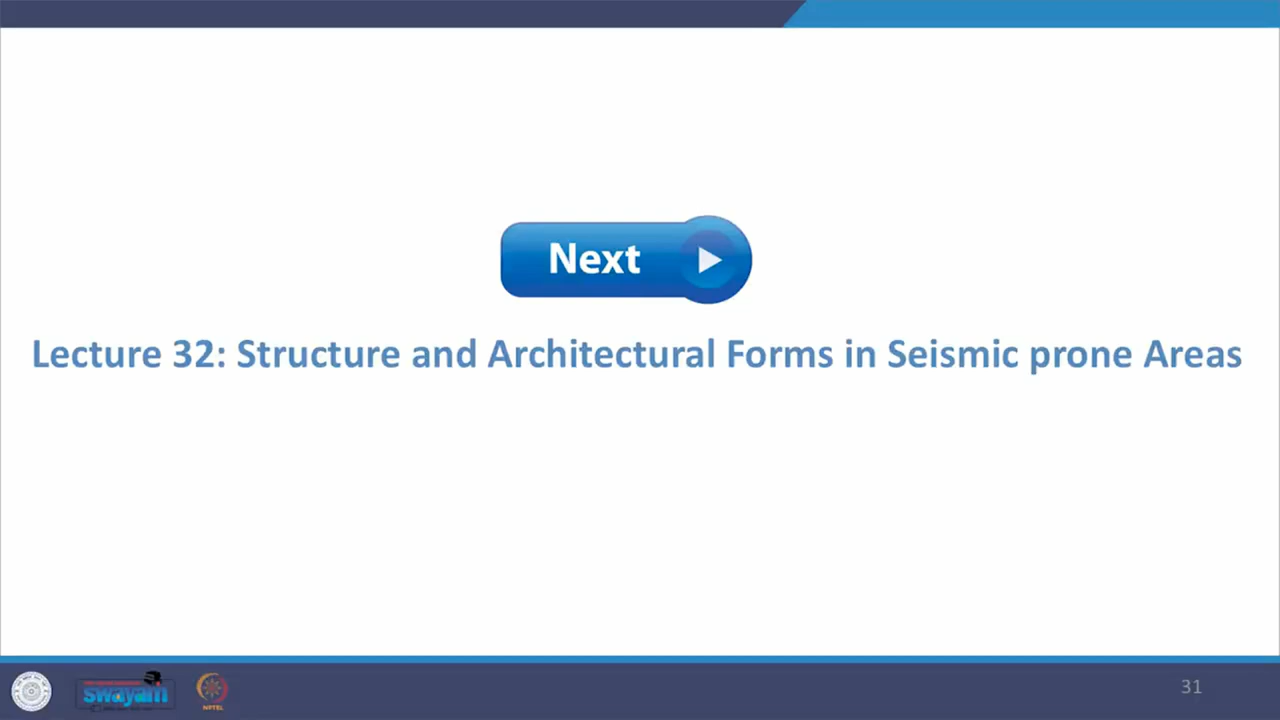 Next
Lecture 32: Structure and Architectural Forms in Seismic prone Areas
swayam
NPTEL
31